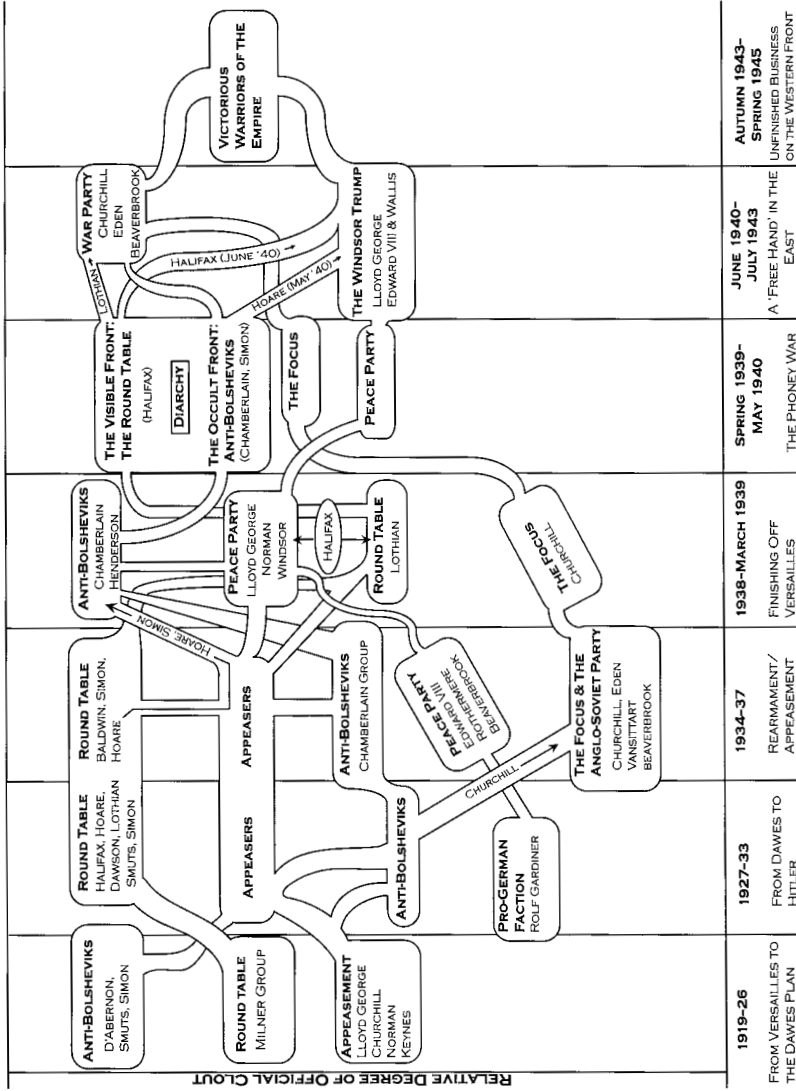 RELATIVE DEGREE OF OFFICIAL CLOUT
ANTI-BOLSHEVIKS
D'ABERNON,
SMUTS, SIMON
ROUND TABLE
MILNER GROUP
APPEASEMENT
LLOYD GEORGE
CHURCHILL
NORMAN
KEYNES
1919-26
FROM VERSAILLES TO
THE DAWES PLAN
ROUND TABLE
HALIFAX, HOARE,
DAWSON, LOTHIAN
SMUTS, SIMON
APPEASERS
ANTI-BOLSHEVIKS
PRO-GERMAN
FACTION
ROLF GARDINER
1927-33
FROM DAWES TO
HITLER
ROUND TABLE
BALDWIN, SIMON,
HOARE
HOARE, SIMON
APPEASERS
ANTI-BOLSHEVIKS
CHAMBERLAIN GROUP
PEACE PARTY
EDWARD VIII
ROTHERMERE
BEAVERBROOK
CHURCHILL
THE FOCUS & THE
ANGLO-SOVIET PARTY
CHURCHILL, EDEN
VANSITTART
BEAVERBROOK
1934-37
REARMAMENT/
APPEASEMENT
ANTI-BOLSHEVIKS
CHAMBERLAIN
HENDERSON
PEACE PARTY
LLOYD GEORGE
NORMAN
WINDSOR
HALIFAX
ROUND TABLE
LOTHIAN
THE FOCUS
CHURCHILL
1938-MARCH 1939
FINISHING OFF
VERSAILLES
THE VISIBLE FRONT:
THE ROUND TABLE
(HALIFAX)
DIARCHY
THE OCCULT FRONT:
ANTI-BOLSHEVIKS
(CHAMBERLAIN, SIMON)
THE FOCUS
PEACE PARTY
SPRING 1939-
MAY 1940
THE PHONEY WAR
LOTHIAN
WAR PARTY
CHURCHILL
EDEN
BEAVERBROOK
HALIFAX (JUNE '40)
HOARE (MAY '40)
THE WINDSOR TRUMP
LLOYD GEORGE
EDWARD VIII & WALLIS
JUNE 1940-
JULY 1943
A 'FREE HAND' IN THE
EAST
VICTORIOUS
WARRIORS OF THE
EMPIRE
AUTUMN 1943-
SPRING 1945
UNFINISHED BUSINESS
ON THE WESTERN FRONT